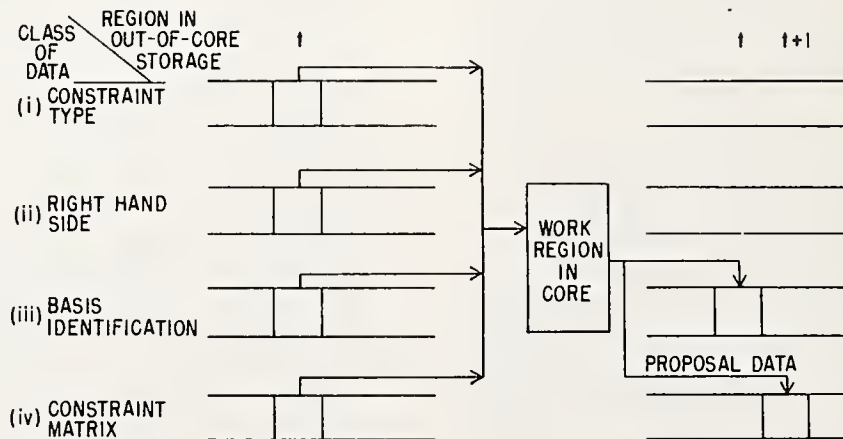 REGION IN
OUT-OF-CORE
STORAGE
CLASS
OF
DATA
t
t
t+1
(i) CONSTRAINT
TYPE
(ii) RIGHT HAND
SIDE
(iii) BASIS
IDENTIFICATION
(iv) CONSTRAINT
MATRIX
WORK
REGION
IN
CORE
PROPOSAL DATA